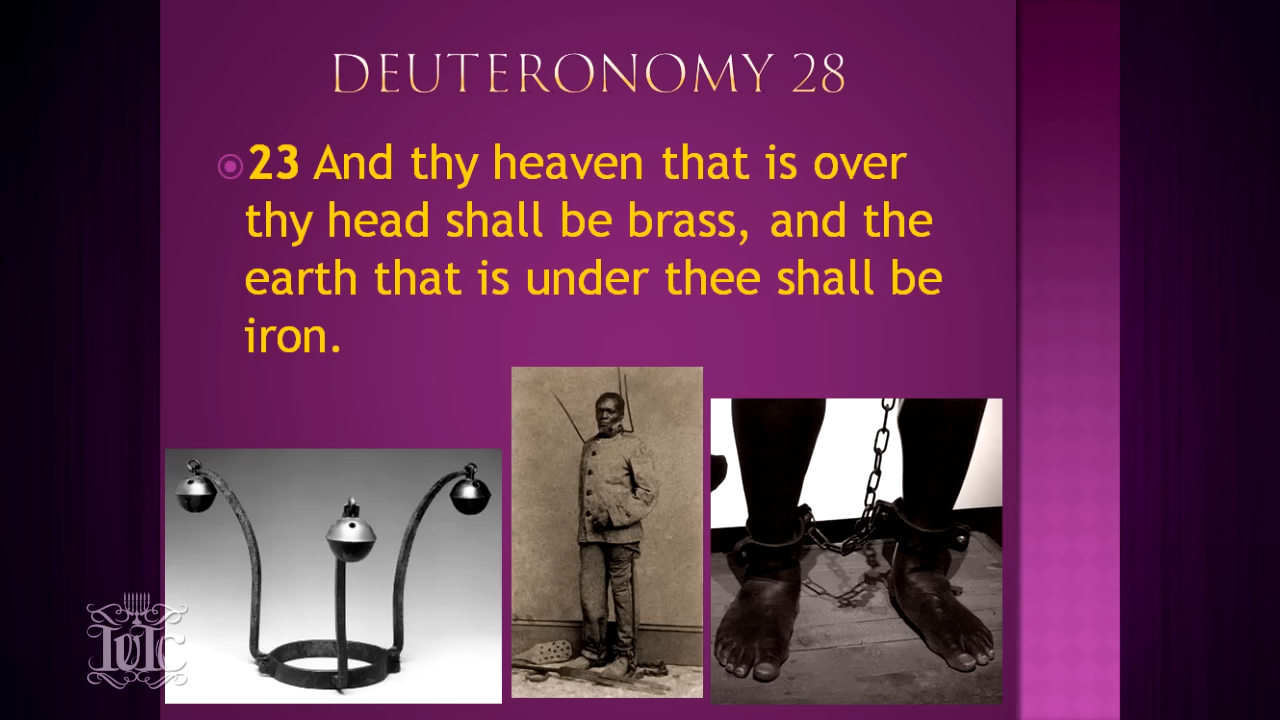 DEUTERONOMY 28
23 And thy heaven that is over
thy head shall be brass, and the
earth that is under thee shall be
iron.
IUIC